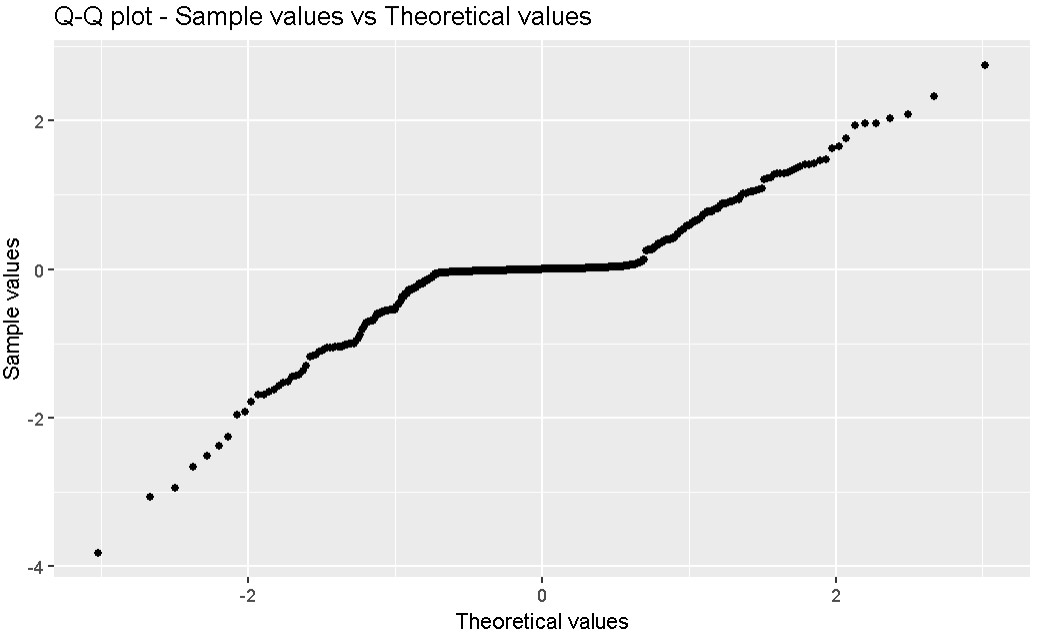 Q-Q plot - Sample values vs Theoretical values
Sample values
2
0
-2
-4
-2
0
2
Theoretical values